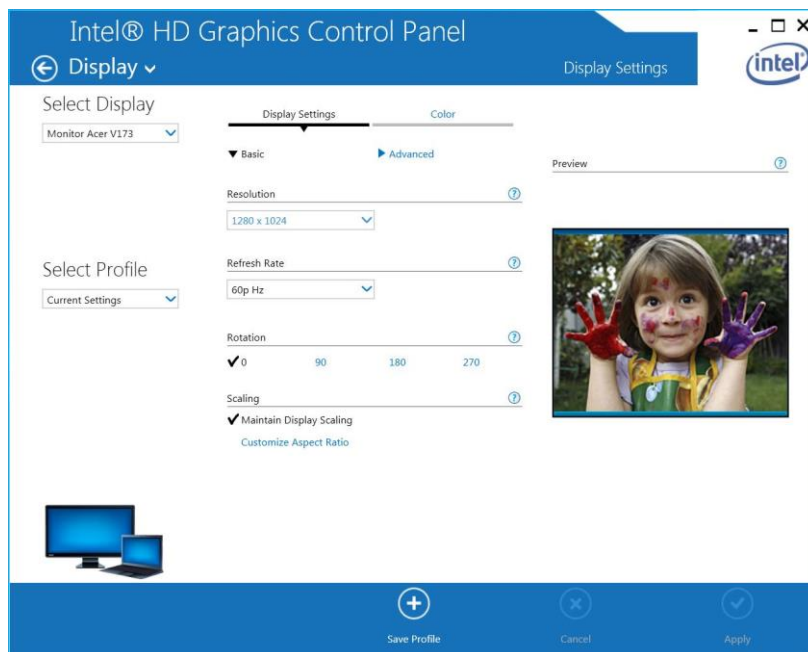 Intel® HD Graphics Control Panel
Display
Display Settings
intel
Select Display
Monitor Acer V173
Select Profile
Current Settings
Display Settings
Color
Basic
Advanced
Resolution
1280 x 1024
Refresh Rate
60p Hz
Rotation
0 90 180 270
Scaling
Maintain Display Scaling
Customize Aspect Ratio
Preview
Save Profile
Cancel
Apply